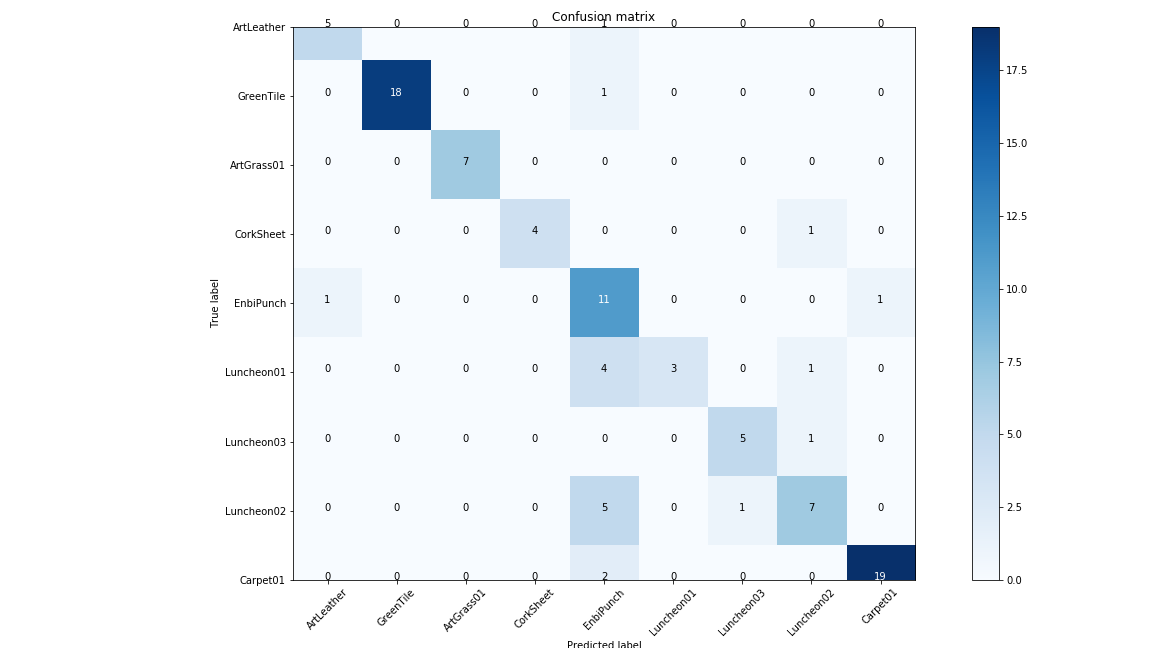 Confusion matrix
ArtLeather 5 0 0 0 1 0 0 0 0
GreenTile 0 18 0 0 1 0 0 0 0
ArtGrass01 0 0 7 0 0 0 0 0 0
CorkSheet 0 0 0 4 0 0 0 1 0
EnbiPunch 1 0 0 0 11 0 0 0 1
Luncheon01 0 0 0 0 4 3 0 1 0
Luncheon03 0 0 0 0 0 0 5 1 0
Luncheon02 0 0 0 0 5 0 1 7 0
Carpet01 0 0 0 0 2 0 0 0 19
True label
ArtLeather GreenTile ArtGrass01 CorkSheet EnbiPunch Luncheon01 Luncheon03 Luncheon02 Carpet01
Predicted label
17.5
15.0
12.5
10.0
7.5
5.0
2.5
0.0